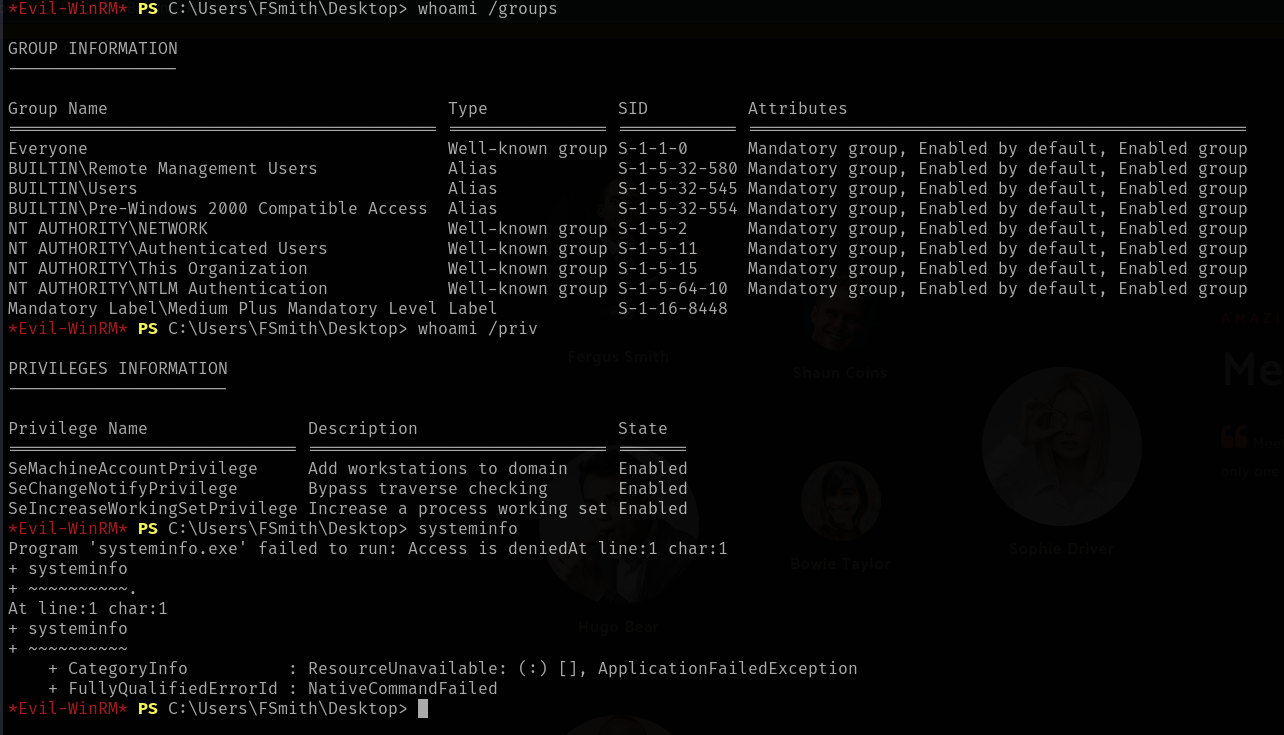 *Evil-WinRM* PS C:\Users\FSmith\Desktop> whoami /groups
GROUP INFORMATION
-----------------
Group Name Type SID Attributes
========================================== ================ ============ ==================================================
Everyone Well-known group S-1-1-0 Mandatory group, Enabled by default, Enabled group
BUILTIN\Remote Management Users Alias S-1-5-32-580 Mandatory group, Enabled by default, Enabled group
BUILTIN\Users Alias S-1-5-32-545 Mandatory group, Enabled by default, Enabled group
BUILTIN\Pre-Windows 2000 Compatible Access Alias S-1-5-32-554 Mandatory group, Enabled by default, Enabled group
NT AUTHORITY\NETWORK Well-known group S-1-5-2 Mandatory group, Enabled by default, Enabled group
NT AUTHORITY\Authenticated Users Well-known group S-1-5-11 Mandatory group, Enabled by default, Enabled group
NT AUTHORITY\This Organization Well-known group S-1-5-15 Mandatory group, Enabled by default, Enabled group
NT AUTHORITY\NTLM Authentication Well-known group S-1-5-64-10 Mandatory group, Enabled by default, Enabled group
Mandatory Label\Medium Plus Mandatory Level Label S-1-16-8448
*Evil-WinRM* PS C:\Users\FSmith\Desktop> whoami /priv
PRIVILEGES INFORMATION
----------------------
Privilege Name Description State
============================= ============================== =======
SeMachineAccountPrivilege Add workstations to domain Enabled
SeChangeNotifyPrivilege Bypass traverse checking Enabled
SeIncreaseWorkingSetPrivilege Increase a process working set Enabled
*Evil-WinRM* PS C:\Users\FSmith\Desktop> systeminfo
Program 'systeminfo.exe' failed to run: Access is deniedAt line:1 char:1
+ systeminfo
+ ~~~~~~~~~~.
At line:1 char:1
+ systeminfo
+ ~~~~~~~~~~
    + CategoryInfo : ResourceUnavailable: (:) [], ApplicationFailedException
    + FullyQualifiedErrorId : NativeCommandFailed
*Evil-WinRM* PS C:\Users\FSmith\Desktop>
Fergus Smith
Shaun Coins
Me
Sophie Driver
Bowie Taylor
Hugo Bear